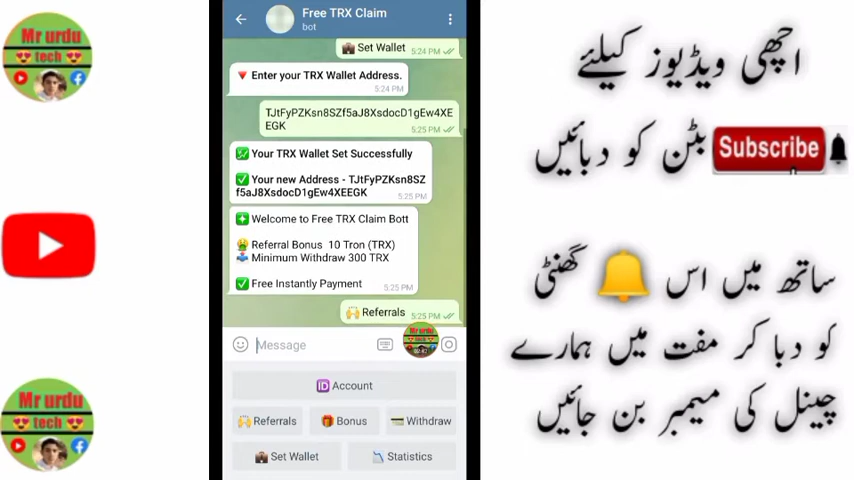 Mr urdu
tech
Free TRX Claim
bot
Set Wallet 5:24 PM
Enter your TRX Wallet Address.
5:24 PM
TJtFyPZKsn8SZf5aJ8XsdocD1gEw4XE
EGK 5:25 PM
Your TRX Wallet Set Successfully
Your new Address - TJtFyPZKsn8SZ
f5aJ8XsdocD1gEw4XEEGK 5:25 PM
Welcome to Free TRX Claim Bott
Referral Bonus 10 Tron (TRX)
Minimum Withdraw 300 TRX
Free Instantly Payment 5:25 PM
Referrals 5:25 PM
Message
Mr urdu
tech
02:42
Account
Referrals Bonus Withdraw
Set Wallet Statistics
Mr urdu
tech
اچھی ویڈیوز کیلئے
Subscribe بٹن کو دبائیں
ساتھ میں اس گھنٹی
کو دبا کر مفت میں ہمارے
چینل کی میمبر بن جائیں